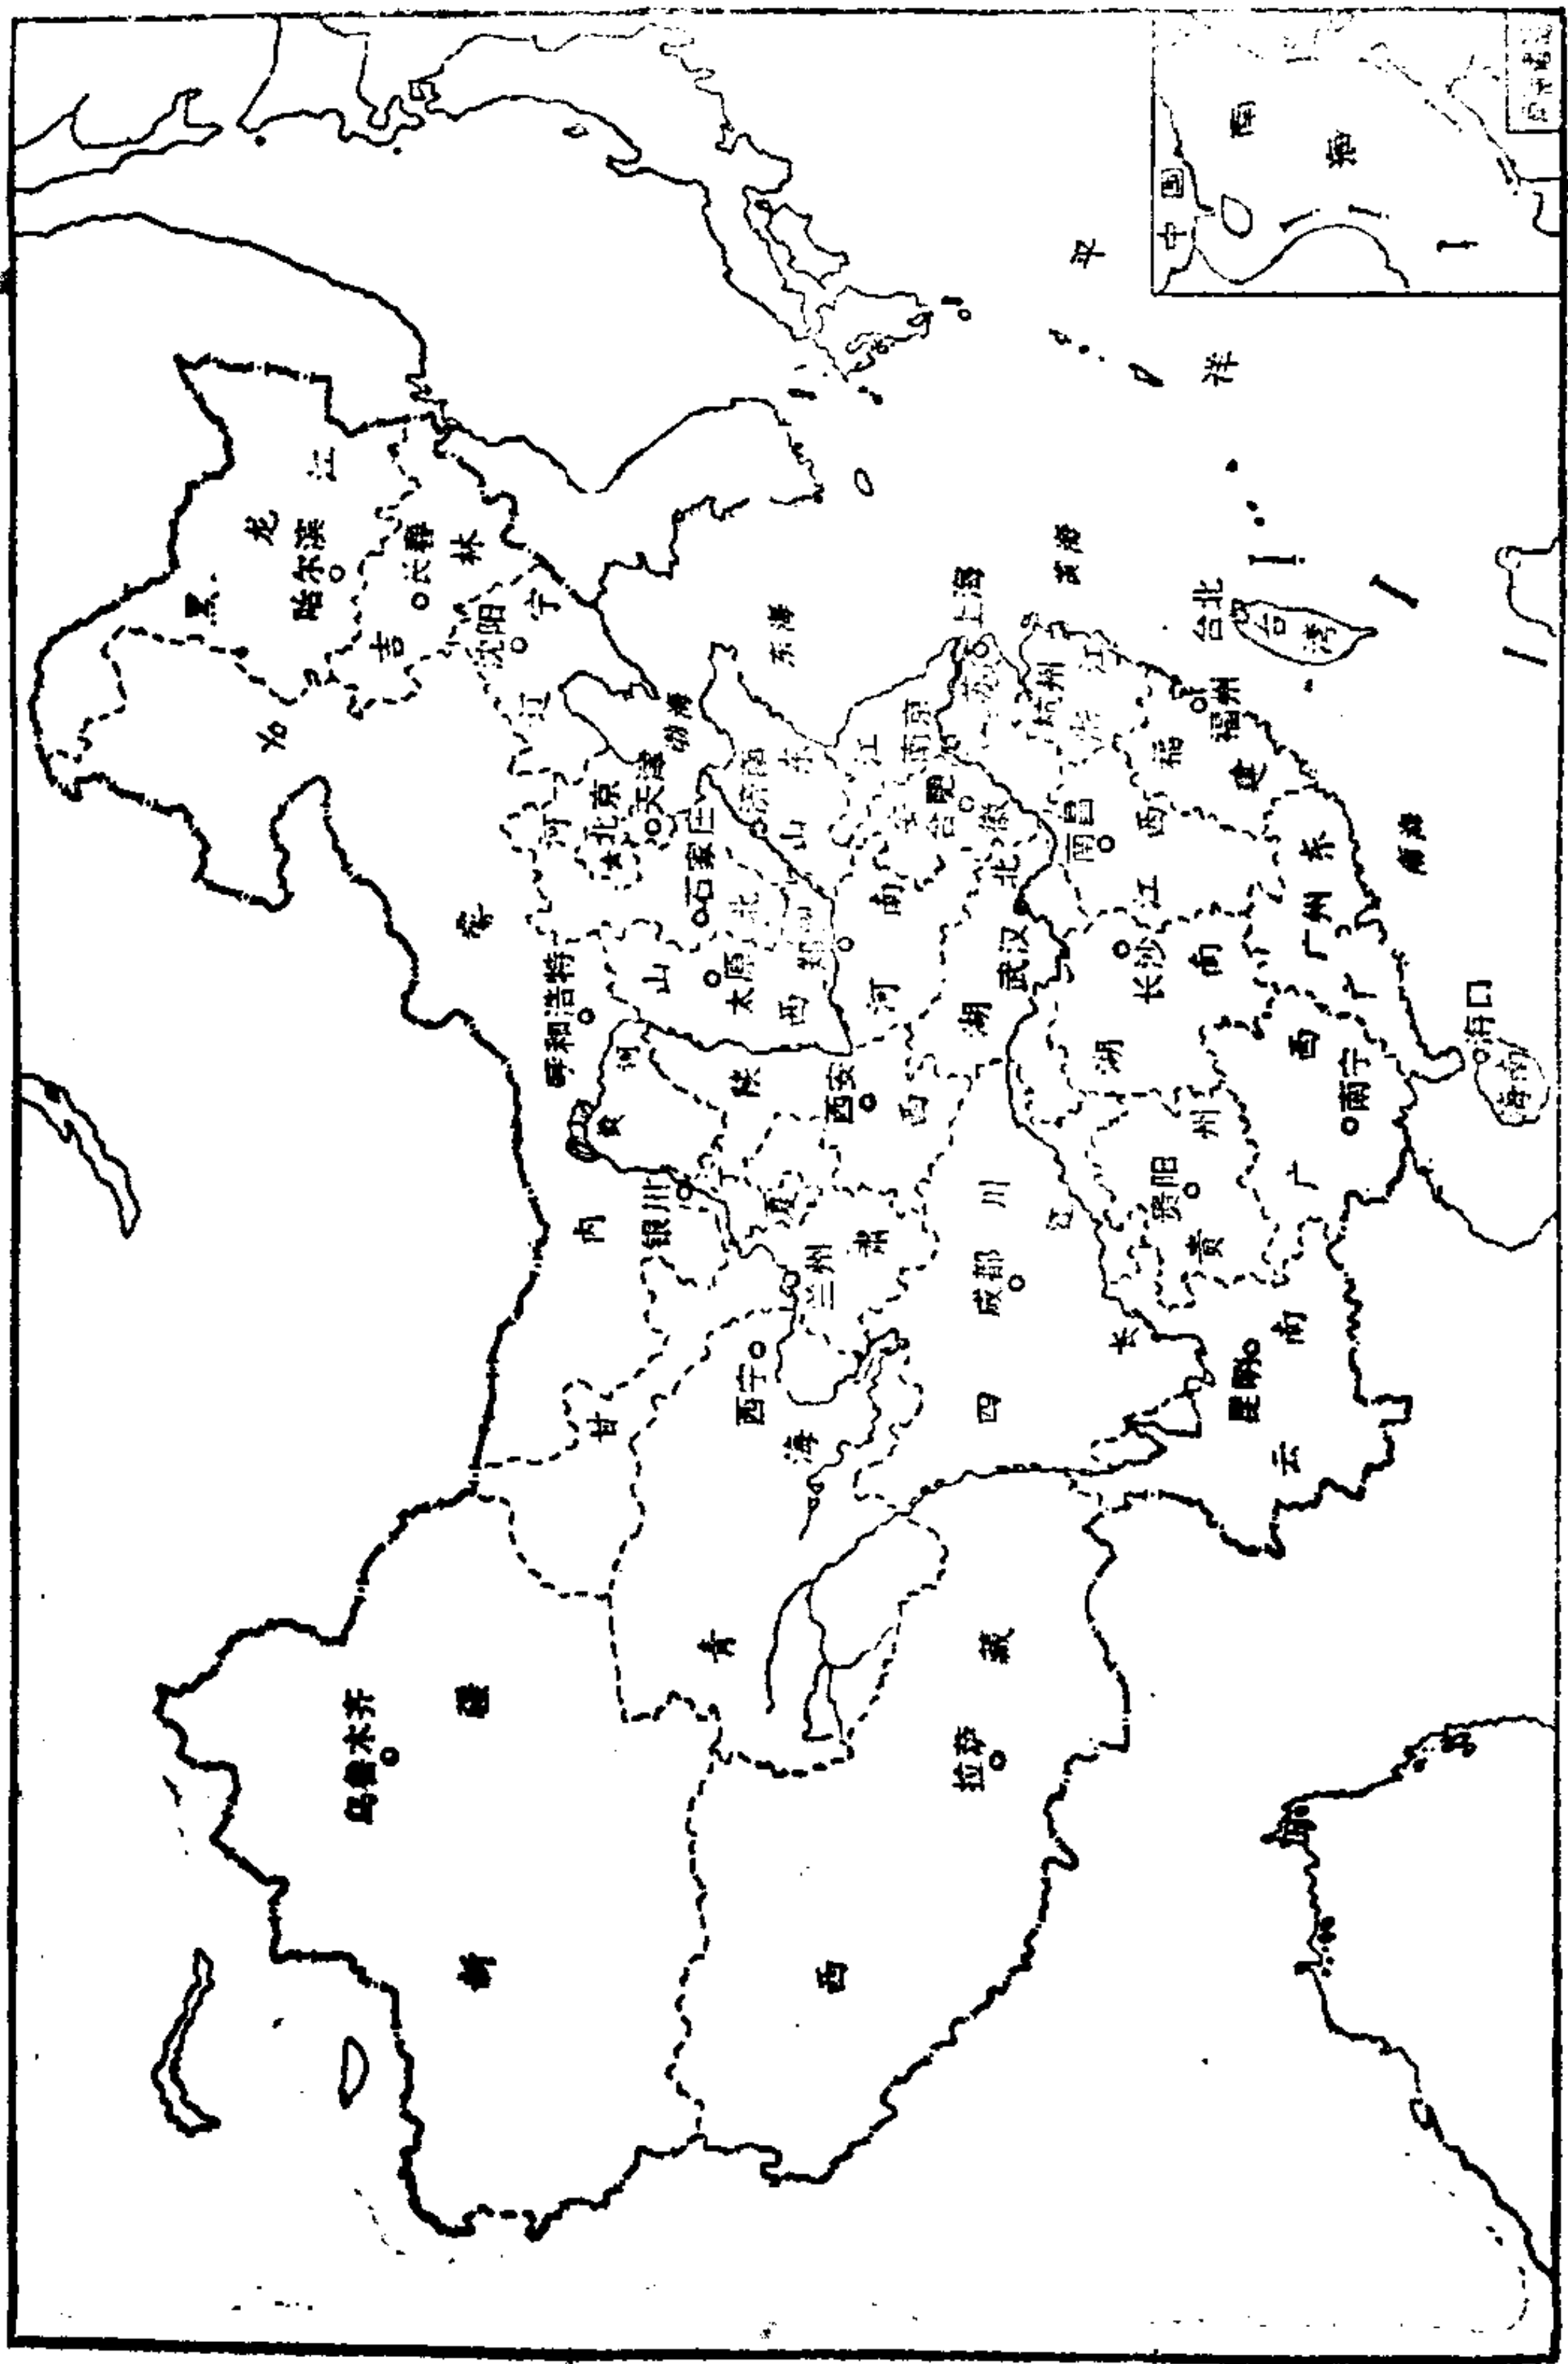 黑龙江
哈尔滨
长春
吉林
沈阳
辽宁
内蒙
呼和浩特
北京
天津
河北
石家庄
山西
太原
山东
济南
渤海
东海
黄海
南海
河南
郑州
陕西
西安
宁夏
银川
甘肃
兰州
青海
西宁
新疆
乌鲁木齐
西藏
拉萨
四川
成都
黄河
长江
湖北
武汉
安徽
合肥
江苏
南京
上海
浙江
杭州
江西
南昌
湖南
长沙
贵州
贵阳
云南
昆明
广西
南宁
广东
广州
福建
福州
台湾
台北
海南
海口
平
洋
中国
南海